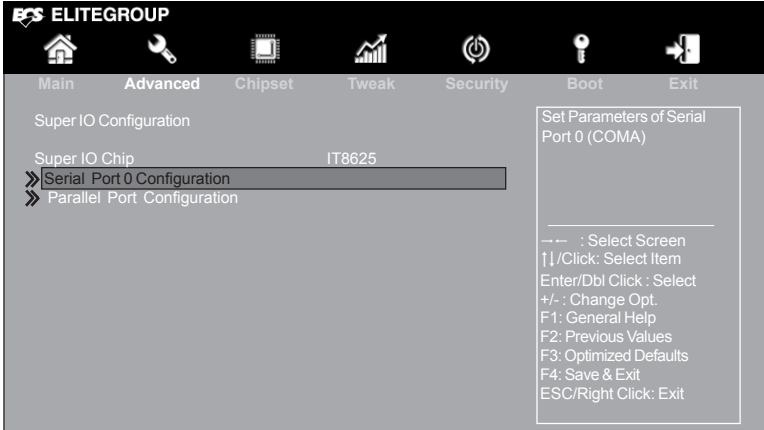 ECS ELITEGROUP
Main Advanced Chipset Tweak Security Boot Exit
Super IO Configuration
Super IO Chip IT8625
Serial Port 0 Configuration
Parallel Port Configuration
Set Parameters of Serial
Port 0 (COMA)
→← : Select Screen
↑↓/Click: Select Item
Enter/Dbl Click : Select
+/- : Change Opt.
F1: General Help
F2: Previous Values
F3: Optimized Defaults
F4: Save & Exit
ESC/Right Click: Exit